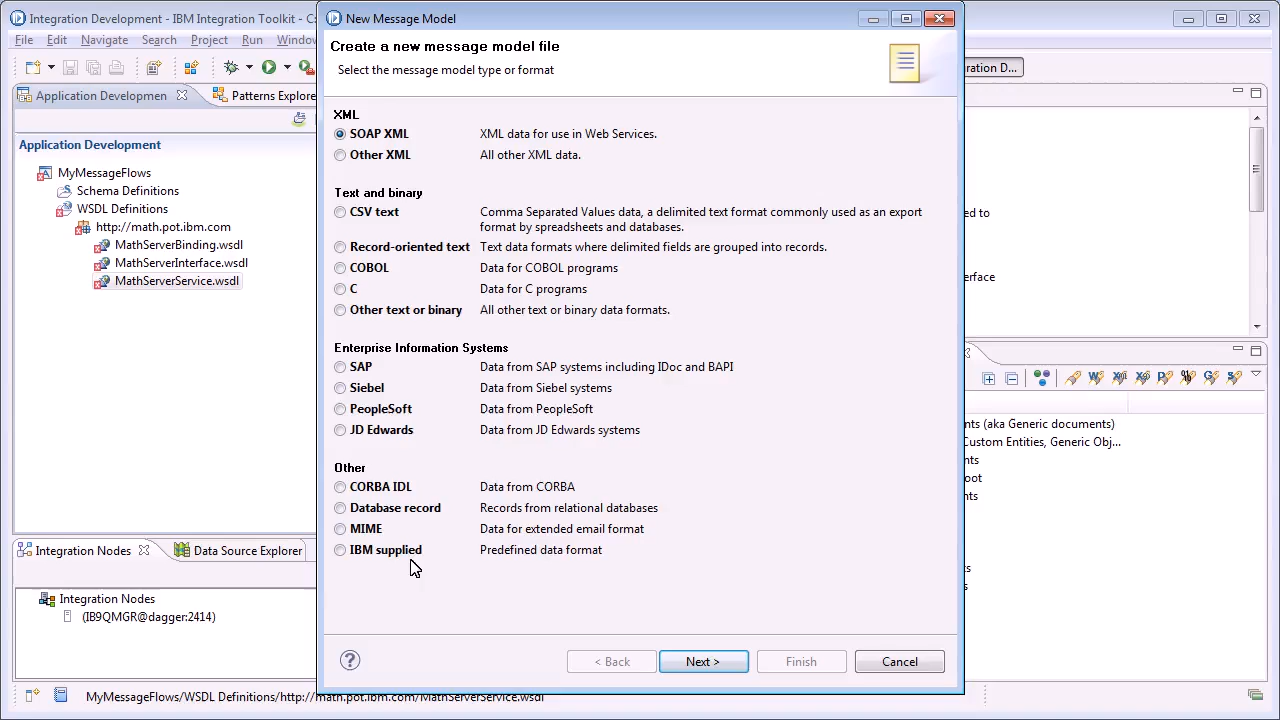 Integration Development - IBM Integration Toolkit - C
New Message Model
File Edit Navigate Search Project Run Window
Create a new message model file
Select the message model type or format
ration D...
Application Developmen
Patterns Explore
Application Development
MyMessageFlows
Schema Definitions
WSDL Definitions
http://math.pot.ibm.com
MathServerBinding.wsdl
MathServerInterface.wsdl
MathServerService.wsdl
XML
SOAP XML XML data for use in Web Services.
Other XML All other XML data.
Text and binary
CSV text Comma Separated Values data, a delimited text format commonly used as an export
format by spreadsheets and databases.
Record-oriented text Text data formats where delimited fields are grouped into records.
COBOL Data for COBOL programs
C Data for C programs
Other text or binary All other text or binary data formats.
Enterprise Information Systems
SAP Data from SAP systems including IDoc and BAPI
Siebel Data from Siebel systems
PeopleSoft Data from PeopleSoft
JD Edwards Data from JD Edwards systems
Other
CORBA IDL Data from CORBA
Database record Records from relational databases
MIME Data for extended email format
IBM supplied Predefined data format
? < Back Next > Finish Cancel
ed to
erface
nts (aka Generic documents)
Custom Entities, Generic Obj...
nts
oot
nts
ts
e
Integration Nodes
Data Source Explorer
Integration Nodes
(IB9QMGR@dagger:2414)
MyMessageFlows/WSDL Definitions/http://math.pot.ibm.com/MathServerService.wsdl